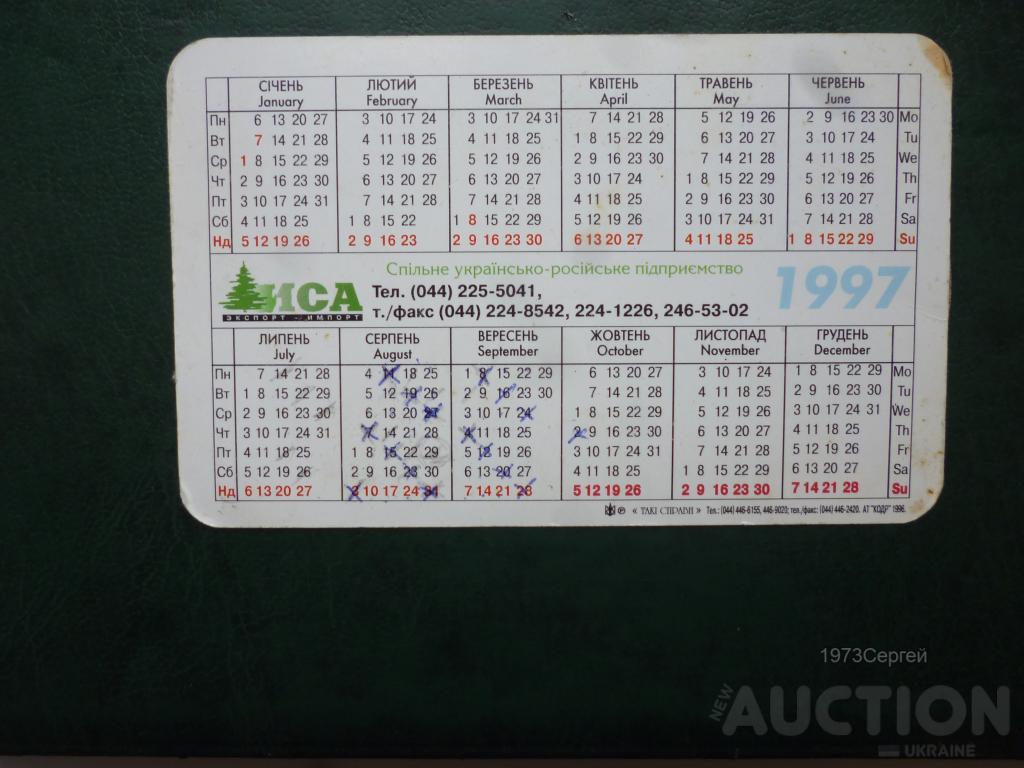 СІЧЕНЬ ЛЮТИЙ БЕРЕЗЕНЬ КВІТЕНЬ ТРАВЕНЬ ЧЕРВЕНЬ
January February March April May June
Пн 6 13 20 27 3 10 17 24 3 10 17 24 31 7 14 21 28 5 12 19 26 2 9 16 23 30 Mo
Вт 7 14 21 28 4 11 18 25 4 11 18 25 1 8 15 22 29 6 13 20 27 3 10 17 24 Tu
Ср 1 8 15 22 29 5 12 19 26 5 12 19 26 2 9 16 23 30 7 14 21 28 4 11 18 25 We
Чт 2 9 16 23 30 6 13 20 27 6 13 20 27 3 10 17 24 1 8 15 22 29 5 12 19 26 Th
Пт 3 10 17 24 31 7 14 21 28 7 14 21 28 4 11 18 25 2 9 16 23 30 6 13 20 27 Fr
Сб 4 11 18 25 1 8 15 22 1 8 15 22 29 5 12 19 26 3 10 17 24 31 7 14 21 28 Sa
Нд 5 12 19 26 2 9 16 23 2 9 16 23 30 6 13 20 27 4 11 18 25 1 8 15 22 29 Su
Спільне українсько-російське підприємство
ИСА
ЭКСПОРТ – ИМПОРТ
Тел. (044) 225-5041,
т./факс (044) 224-8542, 224-1226, 246-53-02
1997
ЛИПЕНЬ СЕРПЕНЬ ВЕРЕСЕНЬ ЖОВТЕНЬ ЛИСТОПАД ГРУДЕНЬ
July August September October November December
Пн 7 14 21 28 4 11 18 25 1 8 15 22 29 6 13 20 27 3 10 17 24 1 8 15 22 29 Mo
Вт 1 8 15 22 29 5 12 19 26 2 9 16 23 30 7 14 21 28 4 11 18 25 2 9 16 23 30 Tu
Ср 2 9 16 23 30 6 13 20 27 3 10 17 24 1 8 15 22 29 5 12 19 26 3 10 17 24 31 We
Чт 3 10 17 24 31 7 14 21 28 4 11 18 25 2 9 16 23 30 6 13 20 27 4 11 18 25 Th
Пт 4 11 18 25 1 8 15 22 29 5 12 19 26 3 10 17 24 31 7 14 21 28 5 12 19 26 Fr
Сб 5 12 19 26 2 9 16 23 30 6 13 20 27 4 11 18 25 1 8 15 22 29 6 13 20 27 Sa
Нд 6 13 20 27 3 10 17 24 31 7 14 21 28 5 12 19 26 2 9 16 23 30 7 14 21 28 Su
℗ « ТАКІ СПРАВИ » Тел.: (044) 446-6155, 446-9020; тел./факс: (044) 446-2420. АТ "КОДР" 1996.
1973Сергей
NEW AUCTION
UKRAINE